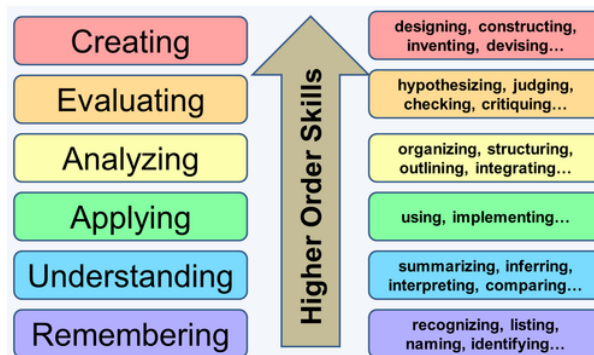 Creating
designing, constructing,
inventing, devising…
Evaluating
hypothesizing, judging,
checking, critiquing…
Analyzing
organizing, structuring,
outlining, integrating…
Applying
using, implementing…
Understanding
summarizing, inferring,
interpreting, comparing…
Remembering
recognizing, listing,
naming, identifying…
Higher Order Skills